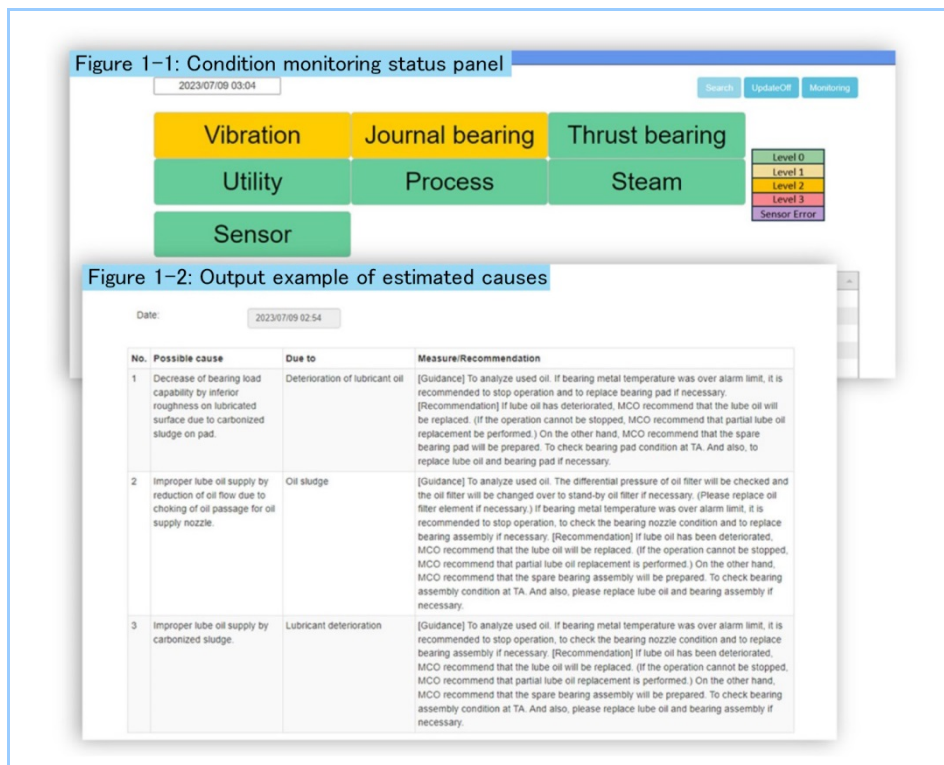 Figure 1-1: Condition monitoring status panel
2023/07/09 03:04
Search UpdateOff Monitoring
Vibration Journal bearing Thrust bearing
Utility Process Steam
Sensor
Level 0
Level 1
Level 2
Level 3
Sensor Error
Figure 1-2: Output example of estimated causes
Date: 2023/07/09 02:54
No. Possible cause Due to Measure/Recommendation
1 Decrease of bearing load
capability by inferior
roughness on lubricated
surface due to carbonized
sludge on pad.
Deterioration of lubricant oil
[Guidance] To analyze used oil. If bearing metal temperature was over alarm limit, it is
recommended to stop operation and to replace bearing pad if necessary.
[Recommendation] If lube oil has deteriorated, MCO recommend that the lube oil will
be replaced. (If the operation cannot be stopped, MCO recommend that partial lube oil
replacement be performed.) On the other hand, MCO recommend that the spare
bearing pad will be prepared. To check bearing pad condition at TA. And also, to
replace lube oil and bearing pad if necessary.
2 Improper lube oil supply by
reduction of oil flow due to
choking of oil passage for oil
supply nozzle.
Oil sludge
[Guidance] To analyze used oil. The differential pressure of oil filter will be checked and
the oil filter will be changed over to stand-by oil filter if necessary. (Please replace oil
filter element if necessary.) If bearing metal temperature was over alarm limit, it is
recommended to stop operation, to check the bearing nozzle condition and to replace
bearing assembly if necessary. [Recommendation] If lube oil has been deteriorated,
MCO recommend that the lube oil will be replaced. (If the operation cannot be stopped,
MCO recommend that partial lube oil replacement is performed.) On the other hand,
MCO recommend that the spare bearing assembly will be prepared. To check bearing
assembly condition at TA. And also, please replace lube oil and bearing assembly if
necessary.
3 Improper lube oil supply by
carbonized sludge.
Lubricant deterioration
[Guidance] To analyze used oil. If bearing metal temperature was over alarm limit, it is
recommended to stop operation, to check the bearing nozzle condition and to replace
bearing assembly if necessary. [Recommendation] If lube oil has been deteriorated,
MCO recommend that the lube oil will be replaced. (If the operation cannot be stopped,
MCO recommend that partial lube oil replacement is performed.) On the other hand,
MCO recommend that the spare bearing assembly will be prepared. To check bearing
assembly condition at TA. And also, please replace lube oil and bearing assembly if
necessary.